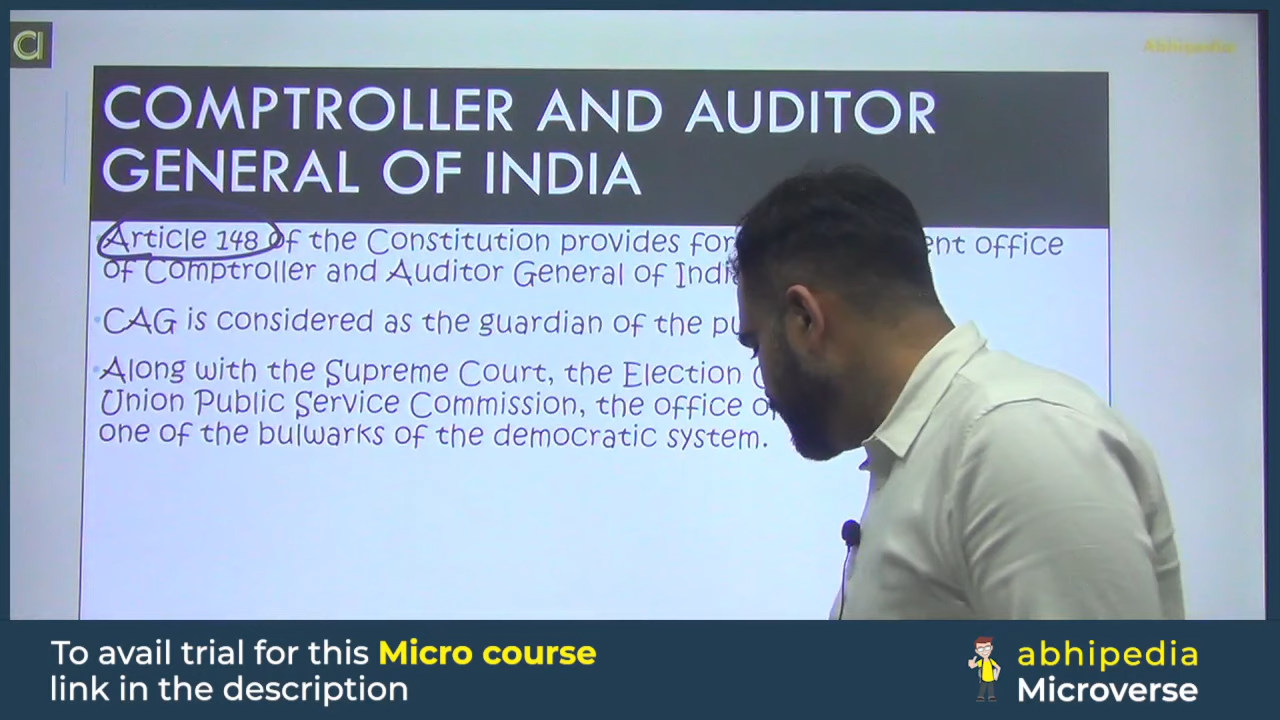 Abhipedia
COMPTROLLER AND AUDITOR
GENERAL OF INDIA
Article 148 of the Constitution provides for
office
of Comptroller and Auditor General of
CAG is considered as the guardian of the
Along with the Supreme Court, the Election
Union Public Service Commission, the office
one of the bulwarks of the democratic system.
To avail trial for this Micro course
link in the description
abhipedia
Microverse